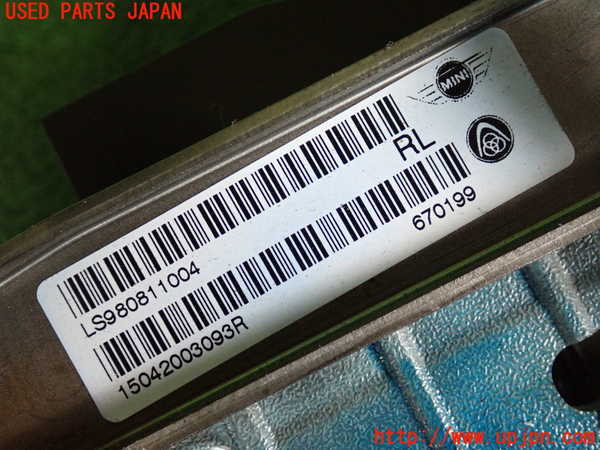 USED PARTS JAPAN
MINI
RL
LS980811004
670199
15042003093R
http://www.upjpn.com